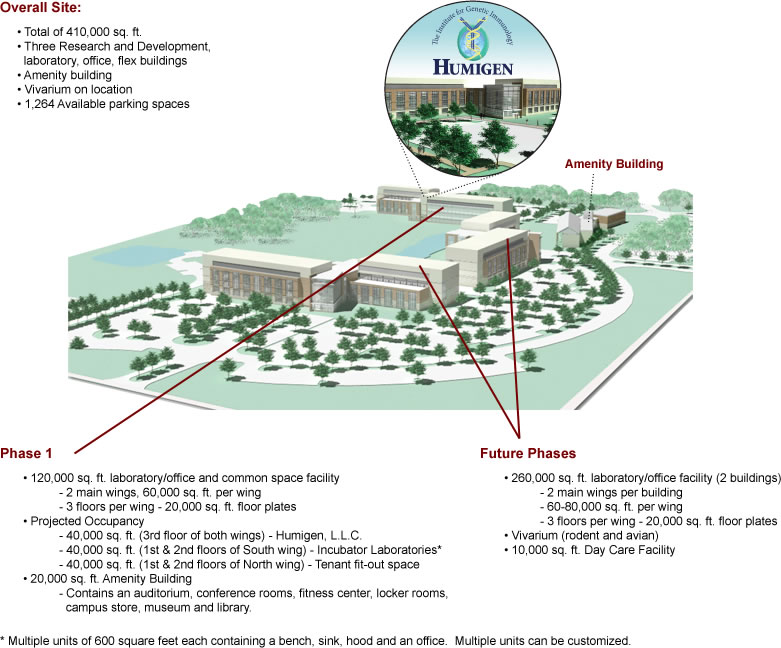 Overall Site:
• Total of 410,000 sq. ft.
• Three Research and Development,
laboratory, office, flex buildings
• Amenity building
• Vivarium on location
• 1,264 Available parking spaces
The Institute for Genetic Immunology
HUMIGEN
Amenity Building
Phase 1
• 120,000 sq. ft. laboratory/office and common space facility
- 2 main wings, 60,000 sq. ft. per wing
- 3 floors per wing - 20,000 sq. ft. floor plates
• Projected Occupancy
- 40,000 sq. ft. (3rd floor of both wings) - Humigen, L.L.C.
- 40,000 sq. ft. (1st & 2nd floors of South wing) - Incubator Laboratories*
- 40,000 sq. ft. (1st & 2nd floors of North wing) - Tenant fit-out space
• 20,000 sq. ft. Amenity Building
- Contains an auditorium, conference rooms, fitness center, locker rooms,
campus store, museum and library.
Future Phases
• 260,000 sq. ft. laboratory/office facility (2 buildings)
- 2 main wings per building
- 60-80,000 sq. ft. per wing
- 3 floors per wing - 20,000 sq. ft. floor plates
• Vivarium (rodent and avian)
• 10,000 sq. ft. Day Care Facility
* Multiple units of 600 square feet each containing a bench, sink, hood and an office.  Multiple units can be customized.